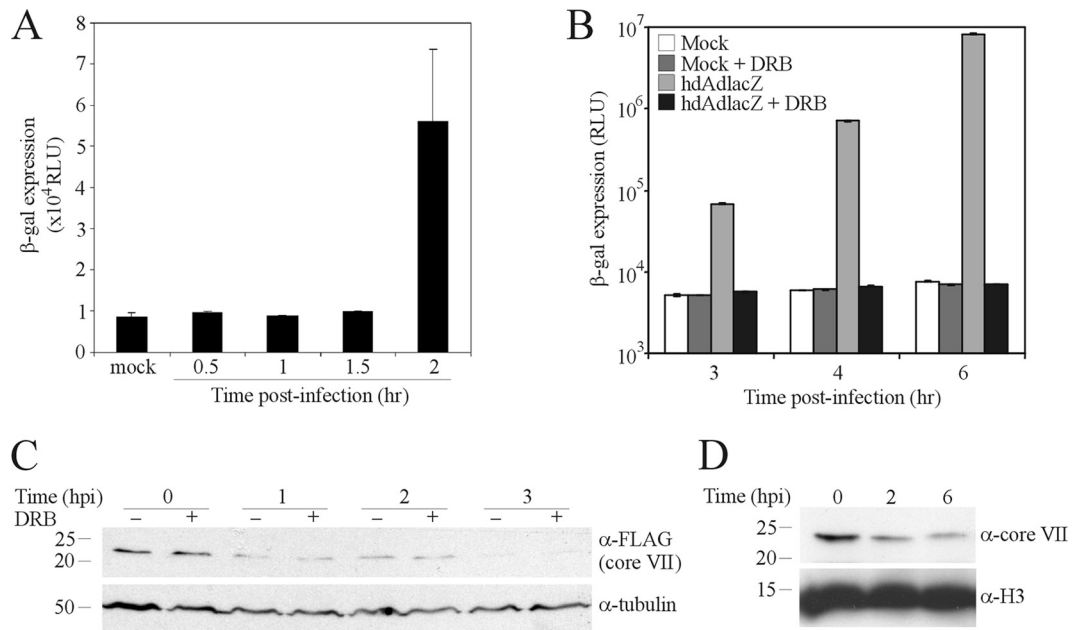 A
β-gal expression
(x10⁴RLU)
8
7
6
5
4
3
2
1
0
mock
0.5
1
1.5
2
Time post-infection (hr)
B
β-gal expression (RLU)
10⁷
10⁶
10⁵
10⁴
10³
Mock
Mock + DRB
hdAdlacZ
hdAdlacZ + DRB
3
4
6
Time post-infection (hr)
C
Time (hpi) 0 1 2 3
DRB – + – + – + – +
25
20
α-FLAG
(core VII)
50
α-tubulin
D
Time (hpi) 0 2 6
25
20
α-core VII
15
α-H3